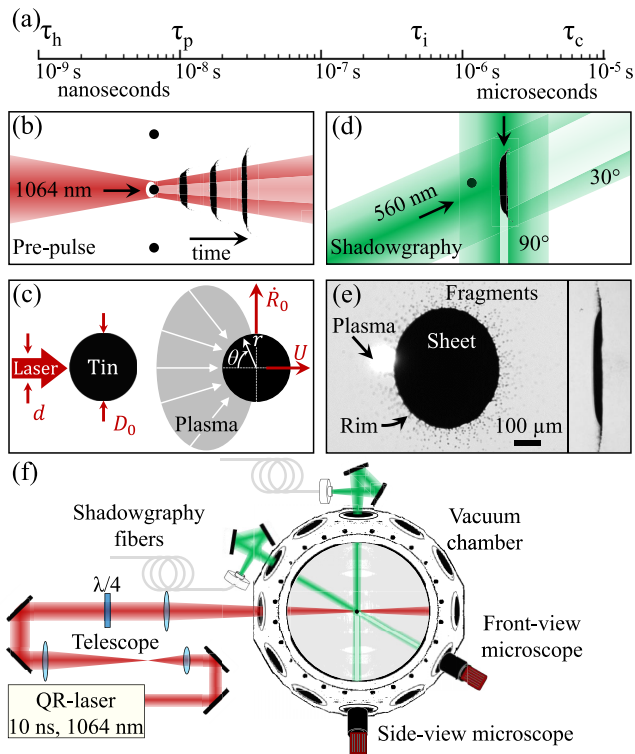 (a)
τh τp τi τc
10-9 s 10-8 s 10-7 s 10-6 s 10-5 s
nanoseconds microseconds
(b)
1064 nm
Pre-pulse
time
(d)
560 nm
30°
90°
Shadowgraphy
(c)
Laser
d
Tin
D0
Plasma
Ṙ0
r
θ
U
(e)
Fragments
Plasma
Sheet
Rim
100 µm
(f)
Shadowgraphy
fibers
Vacuum
chamber
λ/4
Telescope
QR-laser
10 ns, 1064 nm
Front-view
microscope
Side-view microscope